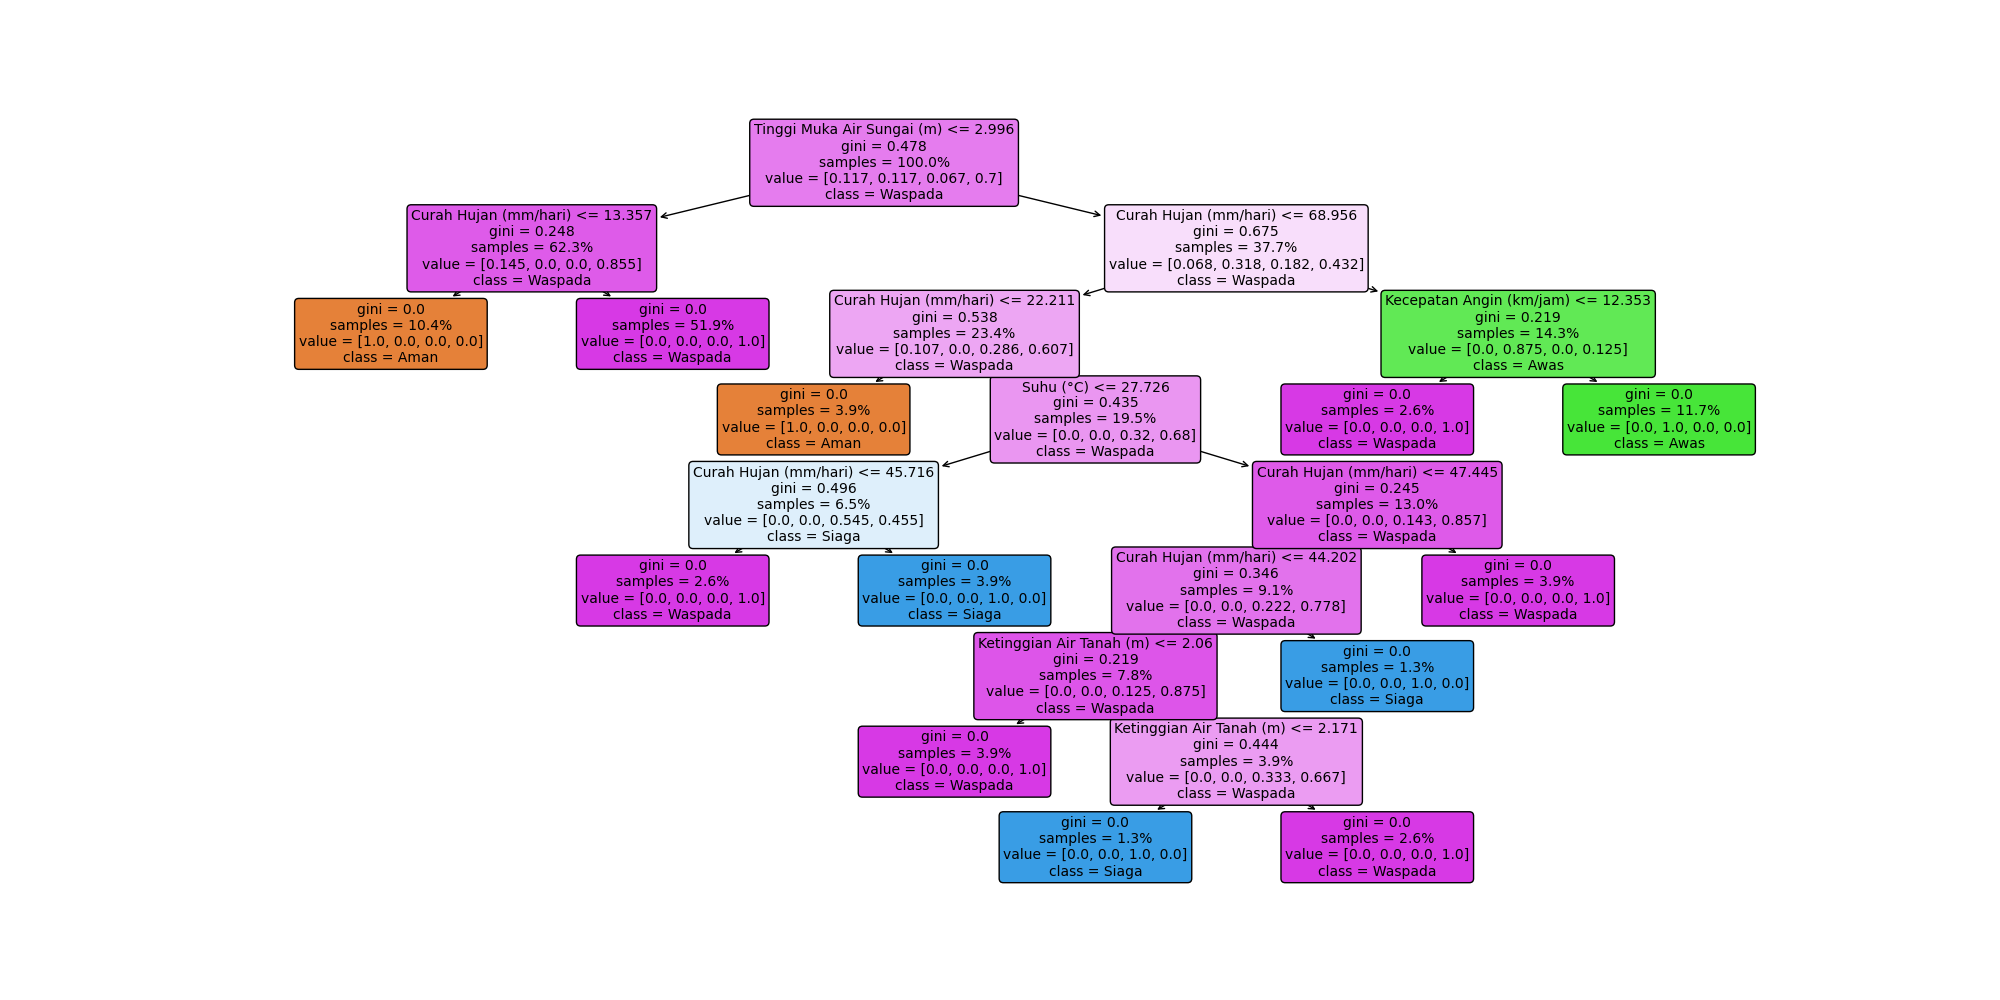 Tinggi Muka Air Sungai (m) <= 2.996
gini = 0.478
samples = 100.0%
value = [0.117, 0.117, 0.067, 0.7]
class = Waspada
Curah Hujan (mm/hari) <= 13.357
gini = 0.248
samples = 62.3%
value = [0.145, 0.0, 0.0, 0.855]
class = Waspada
Curah Hujan (mm/hari) <= 68.956
gini = 0.675
samples = 37.7%
value = [0.068, 0.318, 0.182, 0.432]
class = Waspada
gini = 0.0
samples = 10.4%
value = [1.0, 0.0, 0.0, 0.0]
class = Aman
gini = 0.0
samples = 51.9%
value = [0.0, 0.0, 0.0, 1.0]
class = Waspada
Curah Hujan (mm/hari) <= 22.211
gini = 0.538
samples = 23.4%
value = [0.107, 0.0, 0.286, 0.607]
class = Waspada
Kecepatan Angin (km/jam) <= 12.353
gini = 0.219
samples = 14.3%
value = [0.0, 0.875, 0.0, 0.125]
class = Awas
gini = 0.0
samples = 3.9%
value = [1.0, 0.0, 0.0, 0.0]
class = Aman
Suhu (°C) <= 27.726
gini = 0.435
samples = 19.5%
value = [0.0, 0.0, 0.32, 0.68]
class = Waspada
gini = 0.0
samples = 2.6%
value = [0.0, 0.0, 0.0, 1.0]
class = Waspada
gini = 0.0
samples = 11.7%
value = [0.0, 1.0, 0.0, 0.0]
class = Awas
Curah Hujan (mm/hari) <= 45.716
gini = 0.496
samples = 6.5%
value = [0.0, 0.0, 0.545, 0.455]
class = Siaga
Curah Hujan (mm/hari) <= 47.445
gini = 0.245
samples = 13.0%
value = [0.0, 0.0, 0.143, 0.857]
class = Waspada
gini = 0.0
samples = 2.6%
value = [0.0, 0.0, 0.0, 1.0]
class = Waspada
gini = 0.0
samples = 3.9%
value = [0.0, 0.0, 1.0, 0.0]
class = Siaga
Curah Hujan (mm/hari) <= 44.202
gini = 0.346
samples = 9.1%
value = [0.0, 0.0, 0.222, 0.778]
class = Waspada
gini = 0.0
samples = 3.9%
value = [0.0, 0.0, 0.0, 1.0]
class = Waspada
Ketinggian Air Tanah (m) <= 2.06
gini = 0.219
samples = 7.8%
value = [0.0, 0.0, 0.125, 0.875]
class = Waspada
gini = 0.0
samples = 1.3%
value = [0.0, 0.0, 1.0, 0.0]
class = Siaga
gini = 0.0
samples = 3.9%
value = [0.0, 0.0, 0.0, 1.0]
class = Waspada
Ketinggian Air Tanah (m) <= 2.171
gini = 0.444
samples = 3.9%
value = [0.0, 0.0, 0.333, 0.667]
class = Waspada
gini = 0.0
samples = 1.3%
value = [0.0, 0.0, 1.0, 0.0]
class = Siaga
gini = 0.0
samples = 2.6%
value = [0.0, 0.0, 0.0, 1.0]
class = Waspada